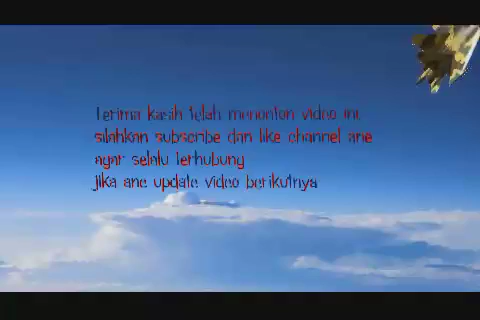 Terima kasih telah menonton video ini
silahkan subscribe dan like channel ane
agar selalu terhubung
jika ane update video berikutnya